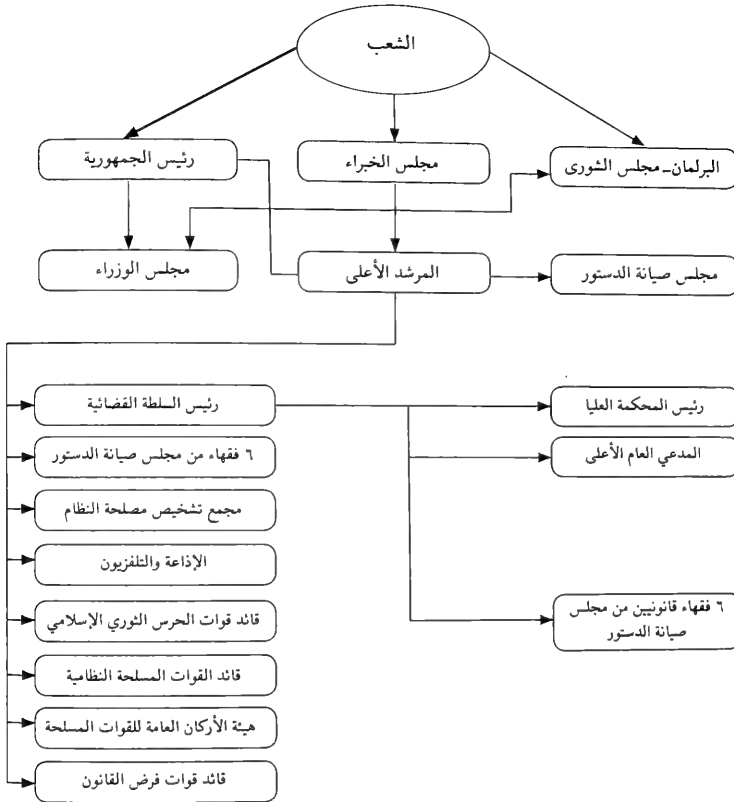 الشعب
رئيس الجمهورية
مجلس الخبراء
البرلمان ـ مجلس الشورى
مجلس الوزراء
المرشد الأعلى
مجلس صيانة الدستور
رئيس السلطة القضائية
رئيس المحكمة العليا
٦ فقهاء من مجلس صيانة الدستور
المدعي العام الأعلى
مجمع تشخيص مصلحة النظام
الإذاعة والتلفزيون
قائد قوات الحرس الثوري الإسلامي
٦ فقهاء قانونيين من مجلس
صيانة الدستور
قائد القوات المسلحة النظامية
هيئة الأركان العامة للقوات المسلحة
قائد قوات فرض القانون